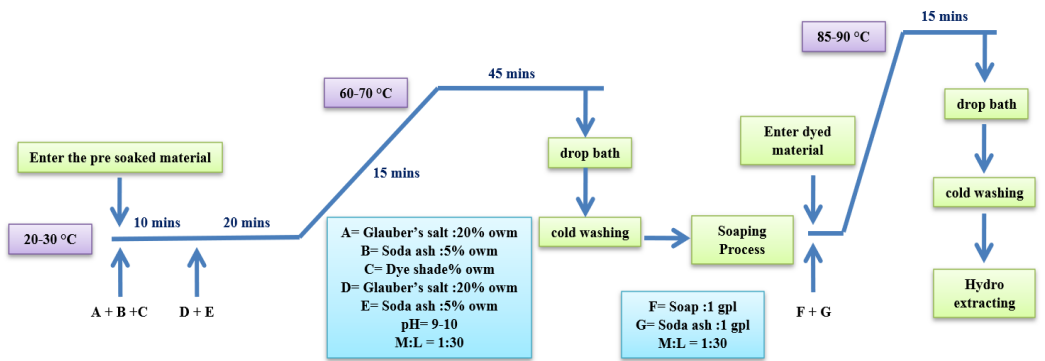 Enter the pre soaked material
20-30 °C
10 mins
20 mins
A + B +C
D + E
15 mins
60-70 °C
45 mins
drop bath
cold washing
A= Glauber’s salt :20% owm
B= Soda ash :5% owm
C= Dye shade% owm
D= Glauber’s salt :20% owm
E= Soda ash :5% owm
pH= 9-10
M:L = 1:30
Soaping
Process
F= Soap :1 gpl
G= Soda ash :1 gpl
M:L = 1:30
Enter dyed
material
F + G
85-90 °C
15 mins
drop bath
cold washing
Hydro
extracting